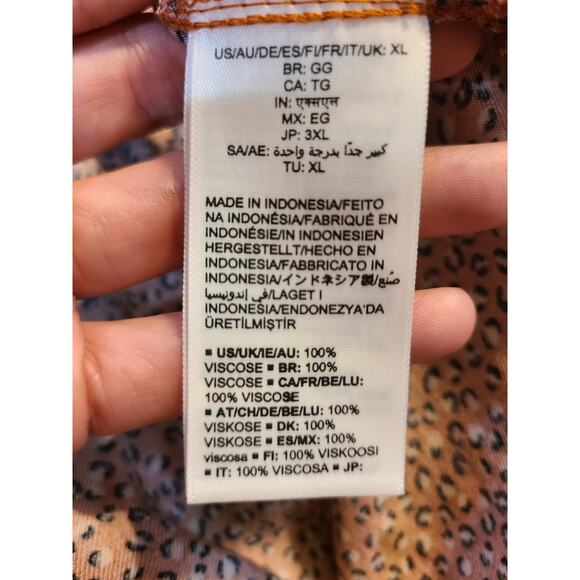 US/AU/DE/ES/FI/FR/IT/UK: XL
BR: GG
CA: TG
IN: एक्सएल
MX: EG
JP: 3XL
SA/AE: كبير جدًا بدرجة واحدة
TU: XL
MADE IN INDONESIA/FEITO
NA INDONÉSIA/FABRIQUÉ EN
INDONÉSIE/IN INDONESIEN
HERGESTELLT/HECHO EN
INDONESIA/FABBRICATO IN
INDONESIA/インドネシア製/صُنع
في إندونيسيا/LAGET I
INDONESIA/ENDONEZYA'DA
ÜRETİLMİŞTİR
▪ US/UK/IE/AU: 100%
VISCOSE ▪ BR: 100%
VISCOSE ▪ CA/FR/BE/LU:
100% VISCOSE
▪ AT/CH/DE/BE/LU: 100%
VISKOSE ▪ DK: 100%
VISKOSE ▪ ES/MX: 100%
viscosa ▪ FI: 100% VISKOOSI
▪ IT: 100% VISCOSA ▪ JP: